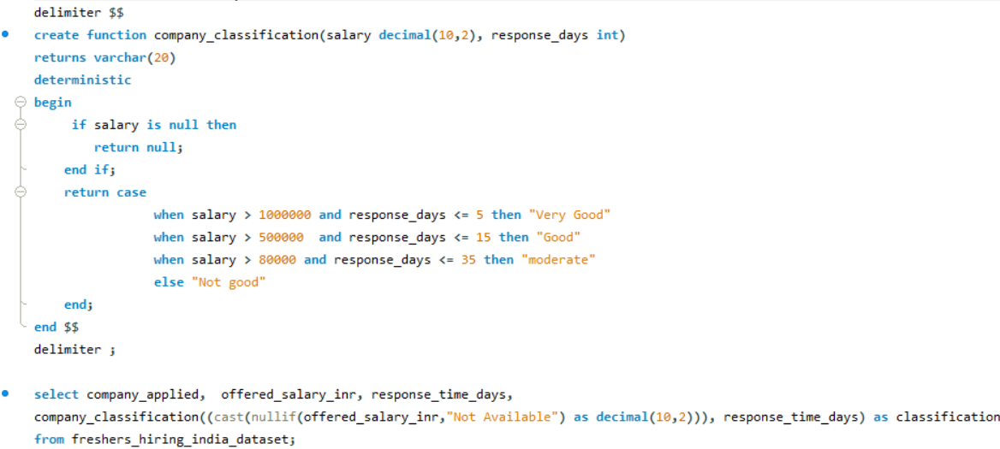 delimiter $$
create function company_classification(salary decimal(10,2), response_days int)
returns varchar(20)
deterministic
begin
if salary is null then
return null;
end if;
return case
when salary > 1000000 and response_days <= 5 then "Very Good"
when salary > 500000 and response_days <= 15 then "Good"
when salary > 80000 and response_days <= 35 then "moderate"
else "Not good"
end;
end $$
delimiter ;
select company_applied, offered_salary_inr, response_time_days,
company_classification((cast(nullif(offered_salary_inr,"Not Available") as decimal(10,2))), response_time_days) as classification
from freshers_hiring_india_dataset;